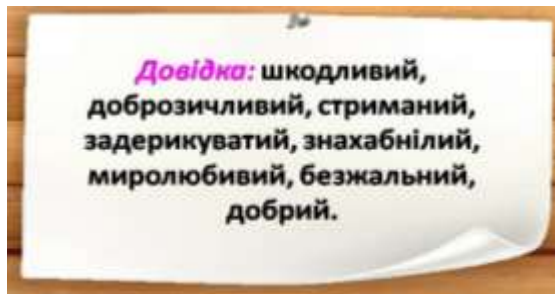 Довідка: шкодливий,
доброзичливий, стриманий,
задерикуватий, знахабнілий,
миролюбивий, безжальний,
добрий.